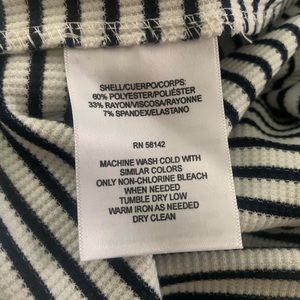 SHELL/CUERPO/CORPS:
60% POLYESTER/POLIÉSTER
33% RAYON/VISCOSA/RAYONNE
7% SPANDEX/ELASTANO
RN 58142
MACHINE WASH COLD WITH
SIMILAR COLORS
ONLY NON-CHLORINE BLEACH
WHEN NEEDED
TUMBLE DRY LOW
WARM IRON AS NEEDED
DRY CLEAN